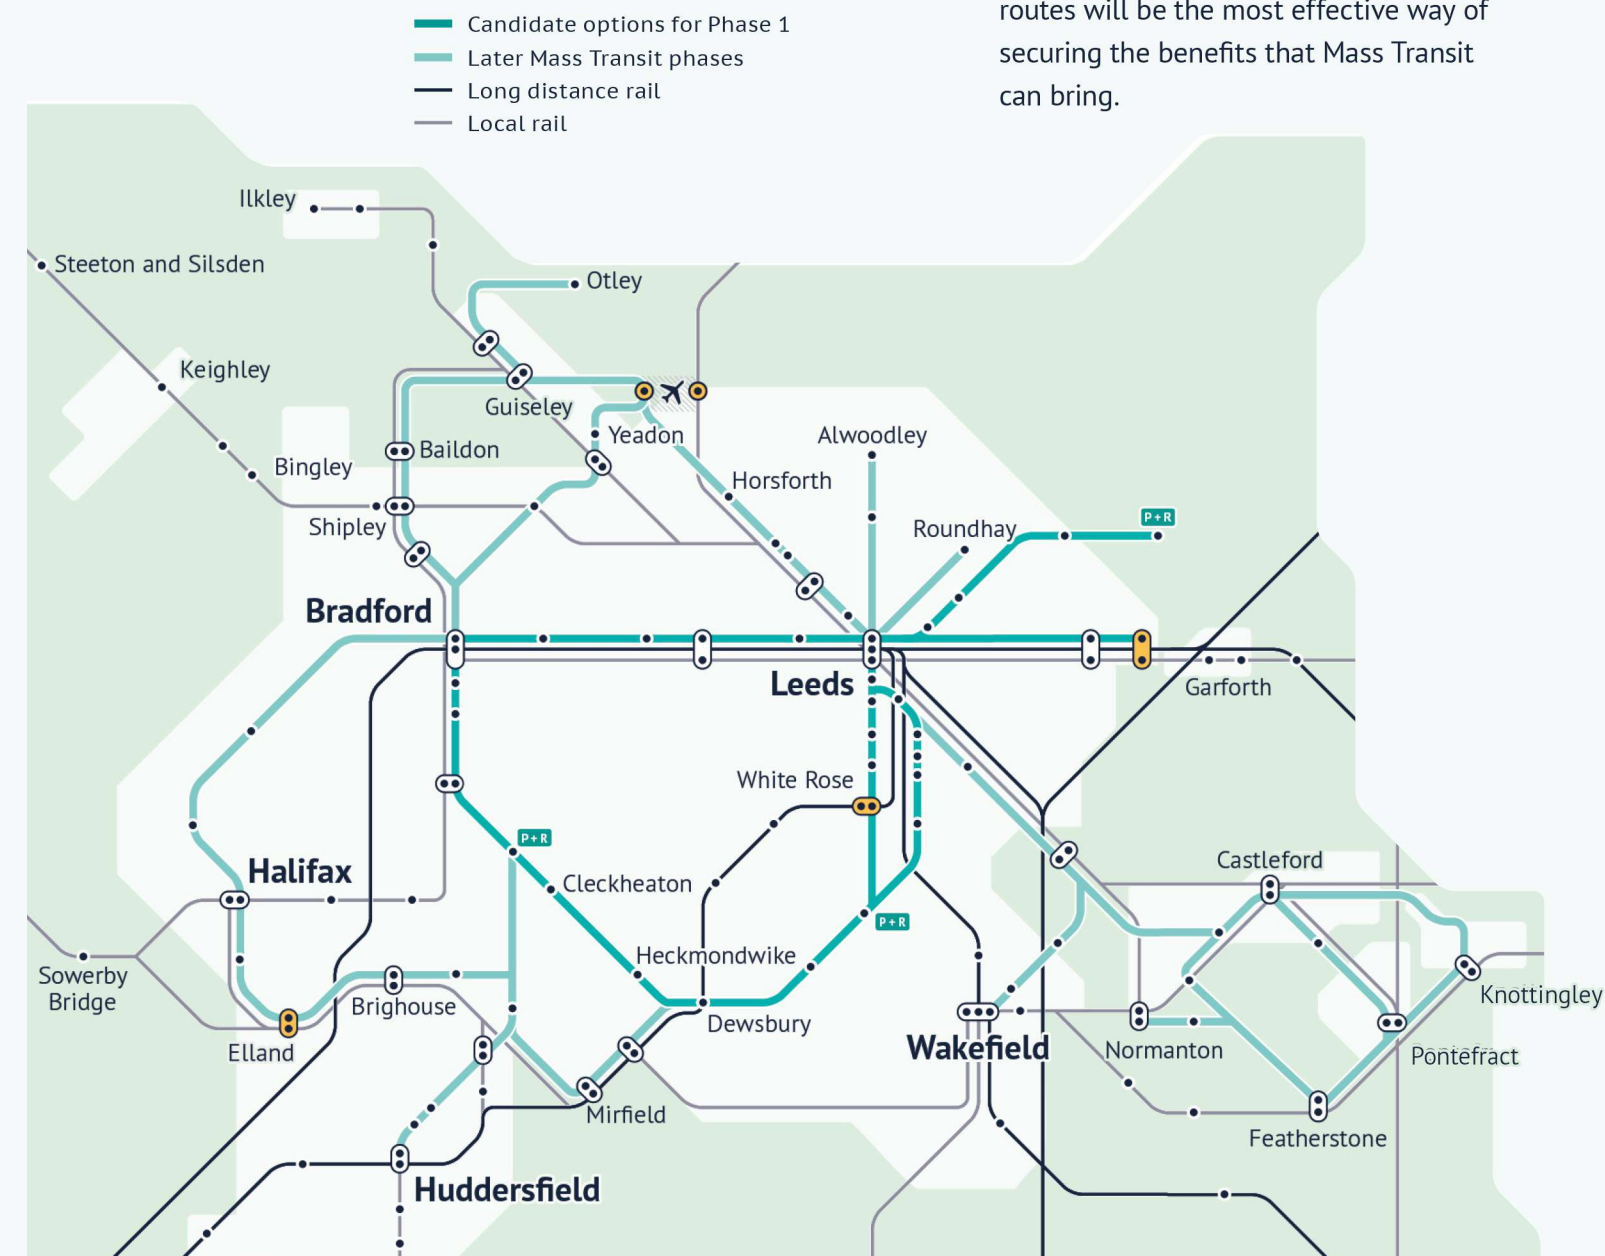 Candidate options for Phase 1
Later Mass Transit phases
Long distance rail
Local rail
routes will be the most effective way of
securing the benefits that Mass Transit
can bring.
Ilkley
Steeton and Silsden
Otley
Keighley
Guiseley
Yeadon
Alwoodley
Baildon
Bingley
Horsforth
Shipley
Roundhay
P+R
Bradford
Leeds
Garforth
White Rose
P+R
Castleford
Halifax
Cleckheaton
P+R
Heckmondwike
Sowerby
Bridge
Brighouse
Knottingley
Dewsbury
Elland
Wakefield
Normanton
Pontefract
Mirfield
Featherstone
Huddersfield